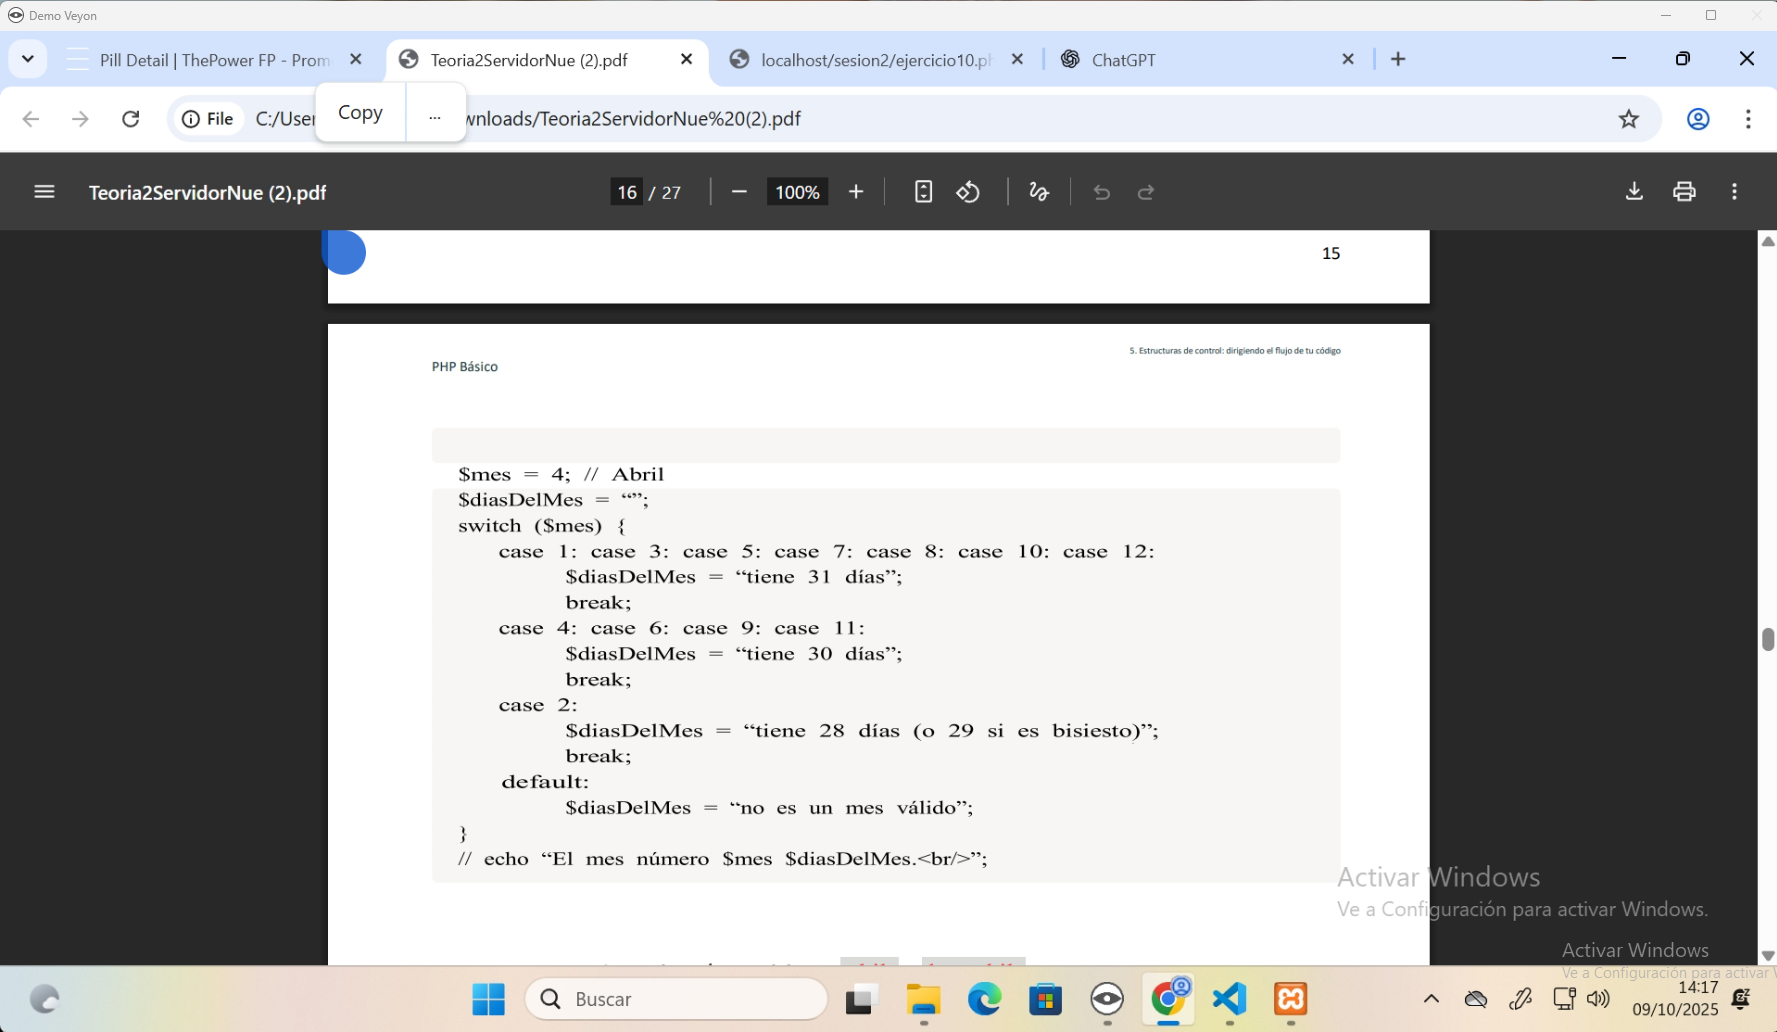 Demo Veyon
Pill Detail | ThePower FP - Prom
Teoria2ServidorNue (2).pdf
localhost/sesion2/ejercicio10.ph
ChatGPT
File
C:/User
Copy
...
wnloads/Teoria2ServidorNue%20(2).pdf
Teoria2ServidorNue (2).pdf
16 / 27
100%
15
5. Estructuras de control: dirigiendo el flujo de tu código
PHP Básico
$mes = 4; // Abril
$diasDelMes = “”;
switch ($mes) {
case 1: case 3: case 5: case 7: case 8: case 10: case 12:
$diasDelMes = “tiene 31 días”;
break;
case 4: case 6: case 9: case 11:
$diasDelMes = “tiene 30 días”;
break;
case 2:
$diasDelMes = “tiene 28 días (o 29 si es bisiesto)”;
break;
default:
$diasDelMes = “no es un mes válido”;
}
// echo “El mes número $mes $diasDelMes.<br/>”;
Activar Windows
Ve a Configuración para activar Windows.
Activar Windows
Ve a Configuración para activar
Buscar
14:17
09/10/2025